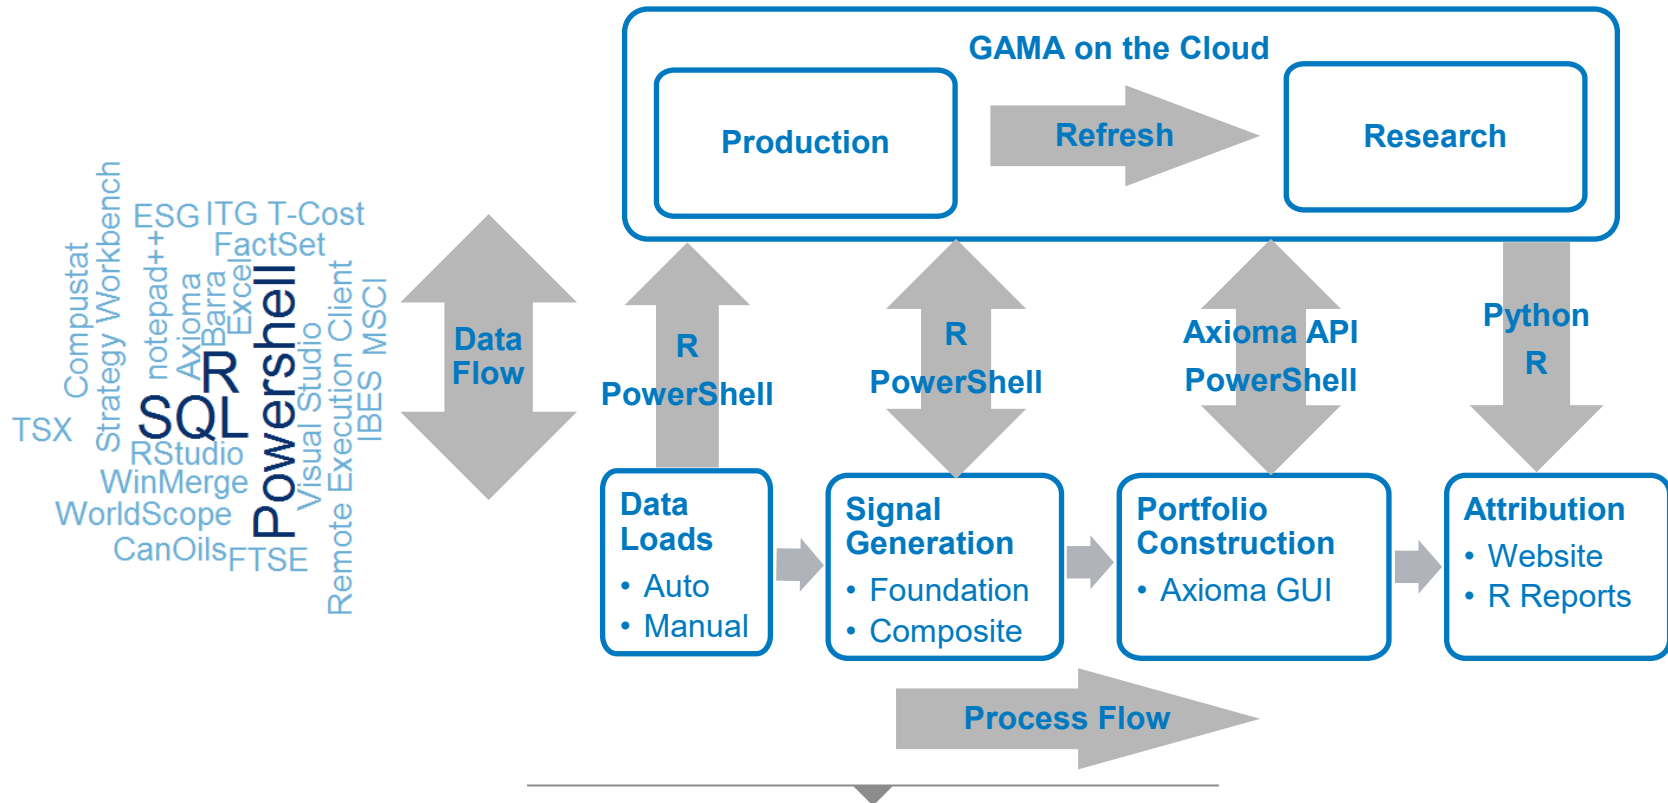 GAMA on the Cloud
Production
Refresh
Research
ESG
ITG T-Cost
FactSet
Compustat
Strategy Workbench
notepad++
Axioma
Barra
Excel
Powershell
R
SQL
Visual Studio
Remote Execution Client
IBES
MSCI
TSX
RStudio
WinMerge
WorldScope
CanOils
FTSE
Data
Flow
R
PowerShell
R
PowerShell
Axioma API
PowerShell
Python
R
Data
Loads
• Auto
• Manual
Signal
Generation
• Foundation
• Composite
Portfolio
Construction
• Axioma GUI
Attribution
• Website
• R Reports
Process Flow